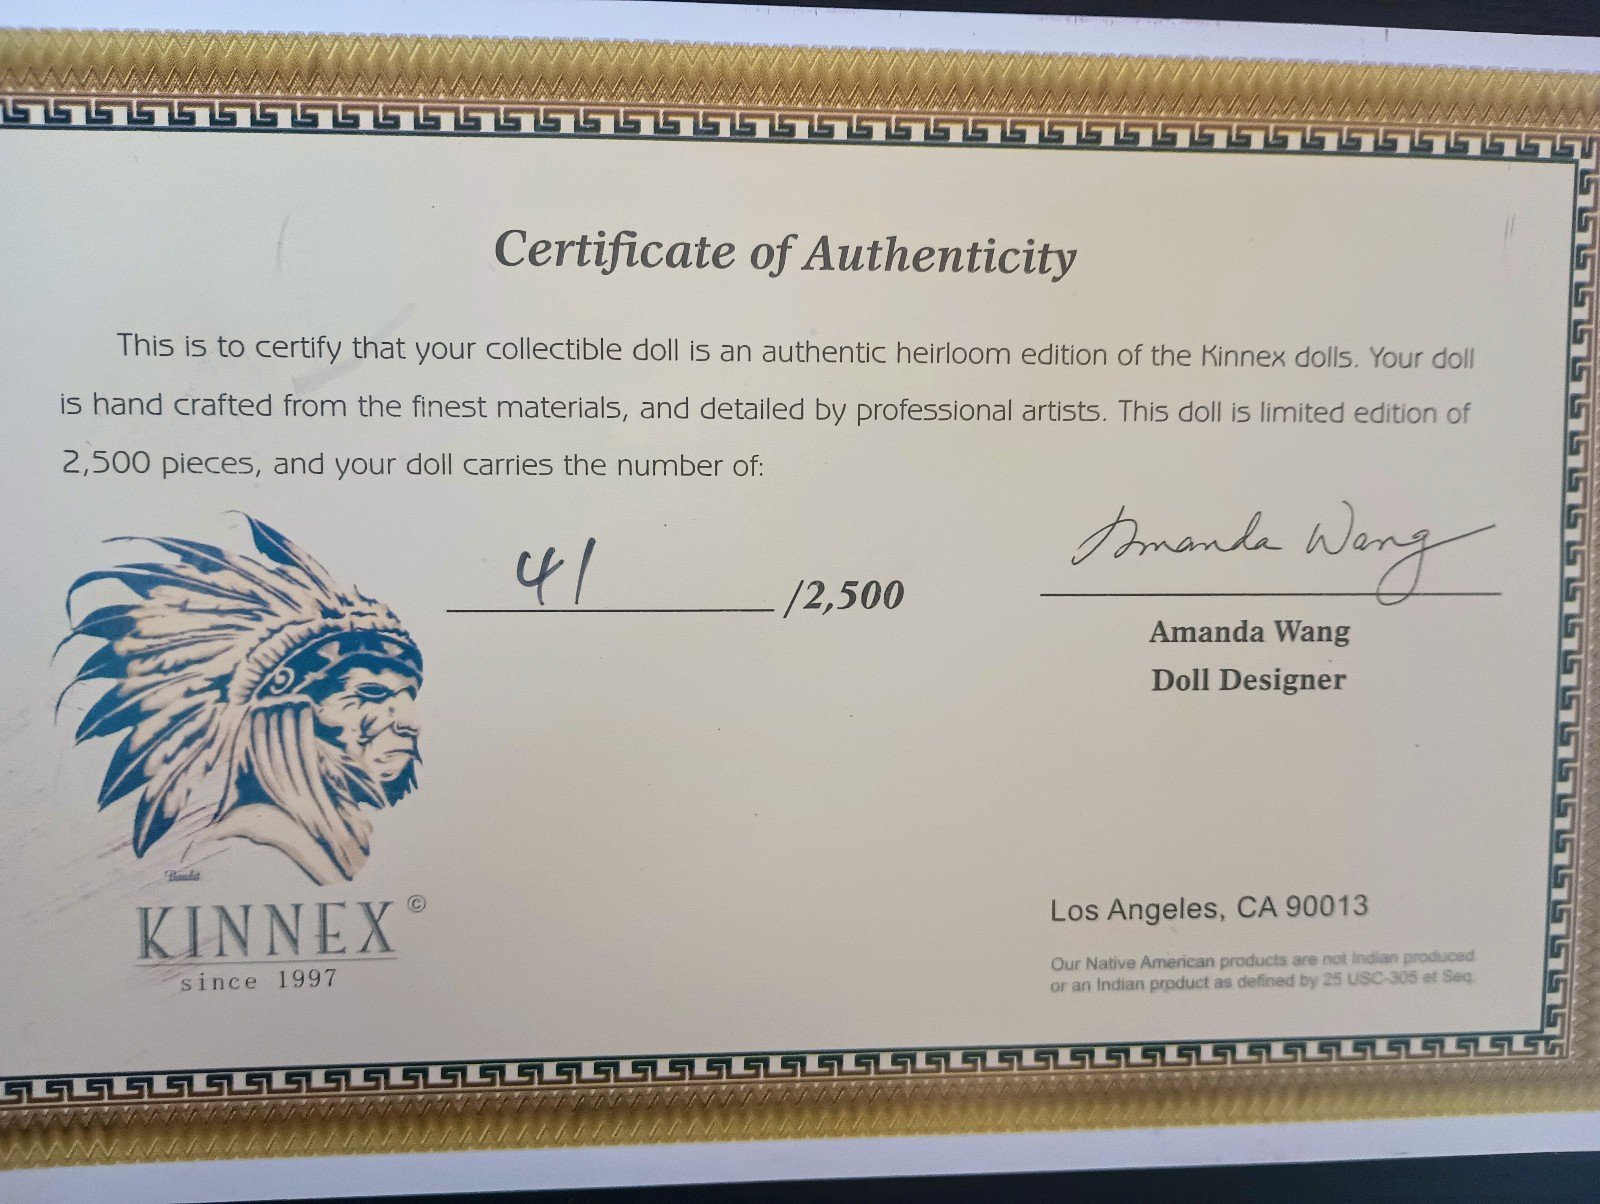 Certificate of Authenticity
This is to certify that your collectible doll is an authentic heirloom edition of the Kinnex dolls. Your doll
is hand crafted from the finest materials, and detailed by professional artists. This doll is limited edition of
2,500 pieces, and your doll carries the number of:
41 /2,500
Amanda Wang
Amanda Wang
Doll Designer
Bandit
KINNEX ©
since 1997
Los Angeles, CA 90013
Our Native American products are not Indian produced
or an Indian product as defined by 25 USC-305 et Seq.